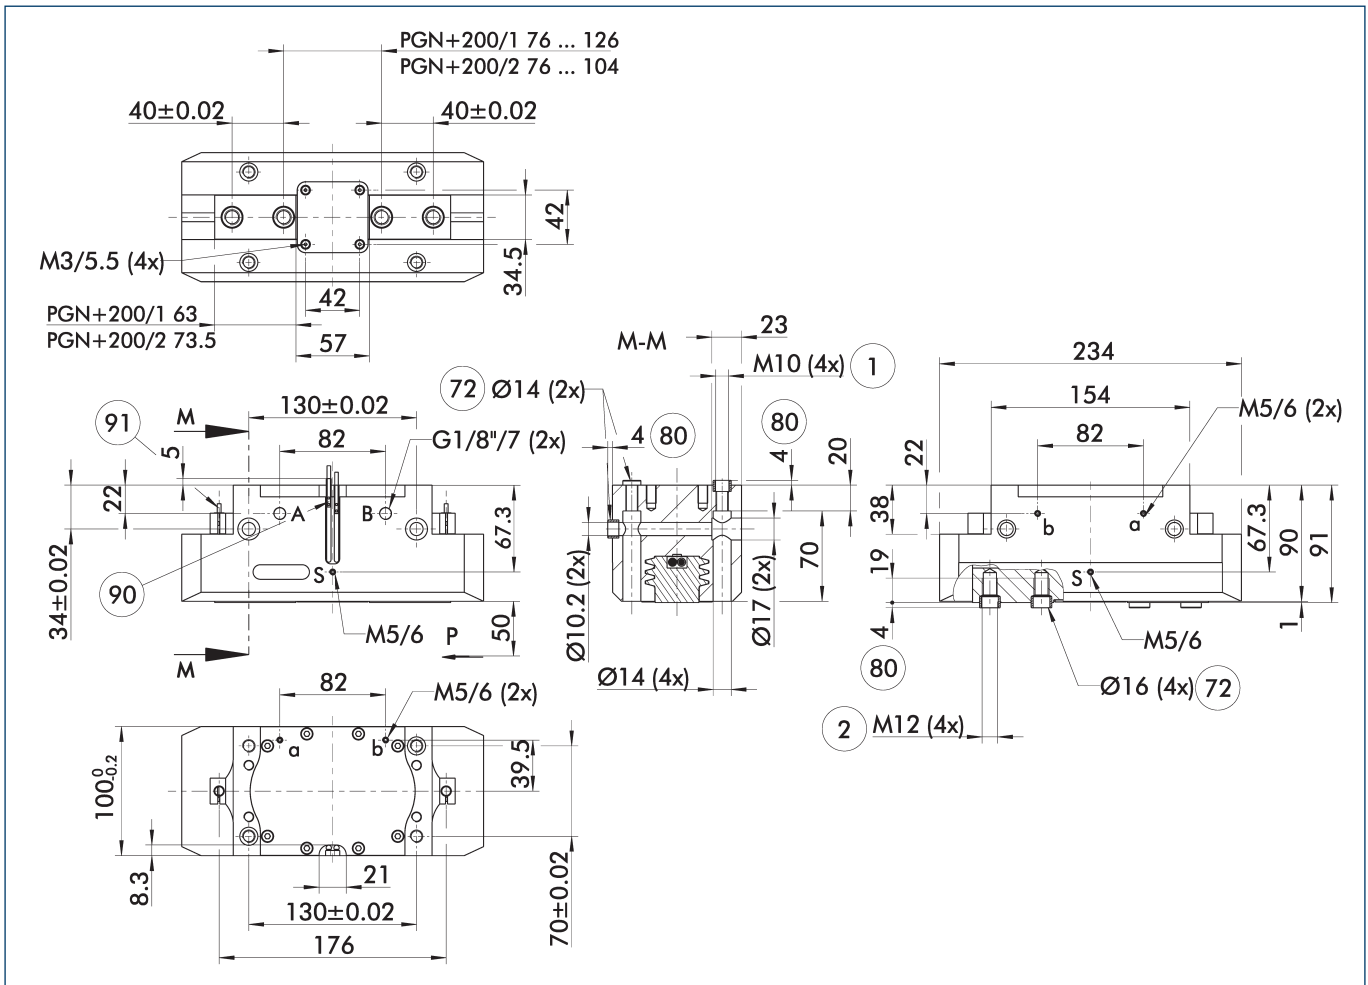 PGN+200/1 76 ... 126
PGN+200/2 76 ... 104
40±0.02
40±0.02
42
34.5
M3/5.5 (4x)
42
PGN+200/1 63
PGN+200/2 73.5
57
M-M
23
M10 (4x) 1
234
72 Ø14 (2x)
154
130±0.02
M
91
M5/6 (2x)
82
G1/8"/7 (2x)
4 80
80
82
5
4
20
22
22
A
B
38
b
a
34±0.02
67.3
70
67.3
90
91
19
S
S
90
Ø10.2 (2x)
Ø17 (2x)
M5/6
50
P
4
M5/6
1
M
80
Ø14 (4x)
Ø16 (4x) 72
82
M5/6 (2x)
2 M12 (4x)
a
b
39.5
100 0 -0.2
8.3
21
70±0.02
130±0.02
176